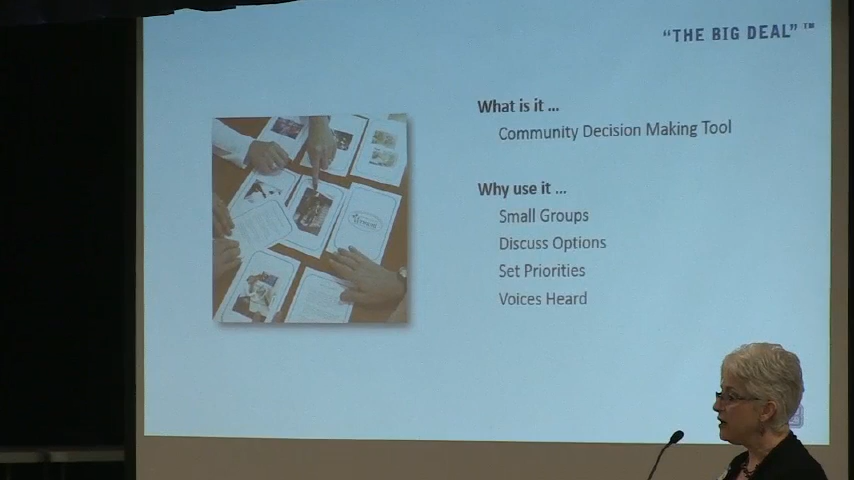 “THE BIG DEAL” ™
What is it ...
Community Decision Making Tool
Why use it ...
Small Groups
Discuss Options
Set Priorities
Voices Heard